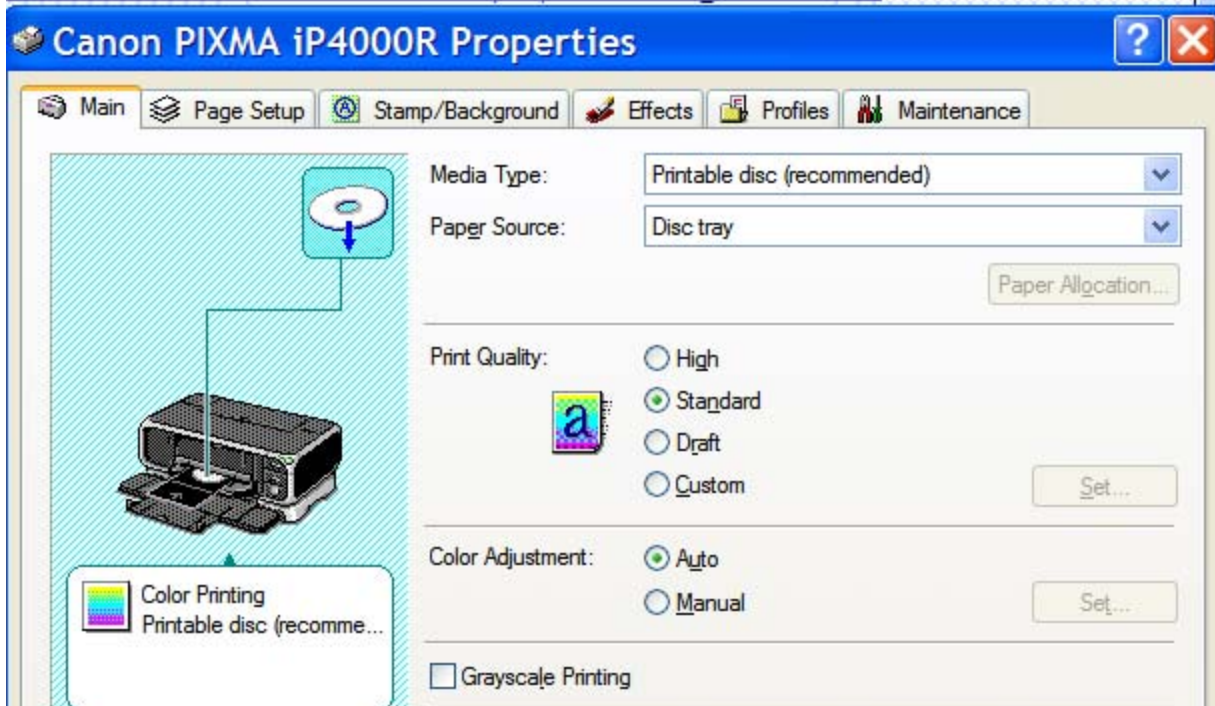 Canon PIXMA iP4000R Properties
Main Page Setup Stamp/Background Effects Profiles Maintenance
Media Type: Printable disc (recommended)
Paper Source: Disc tray
Paper Allocation...
Print Quality: High
Standard
Draft
Custom Set...
Color Adjustment: Auto
Manual Set...
Color Printing
Printable disc (recomme...
Grayscale Printing